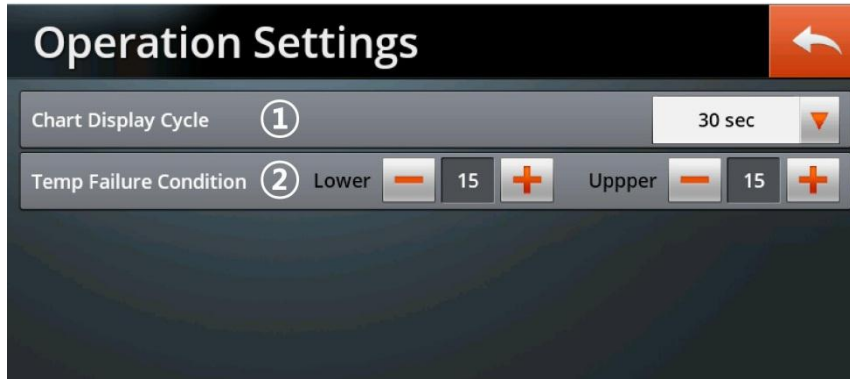 Operation Settings
Chart Display Cycle ① 30 sec
Temp Failure Condition ② Lower 15 Uppper 15